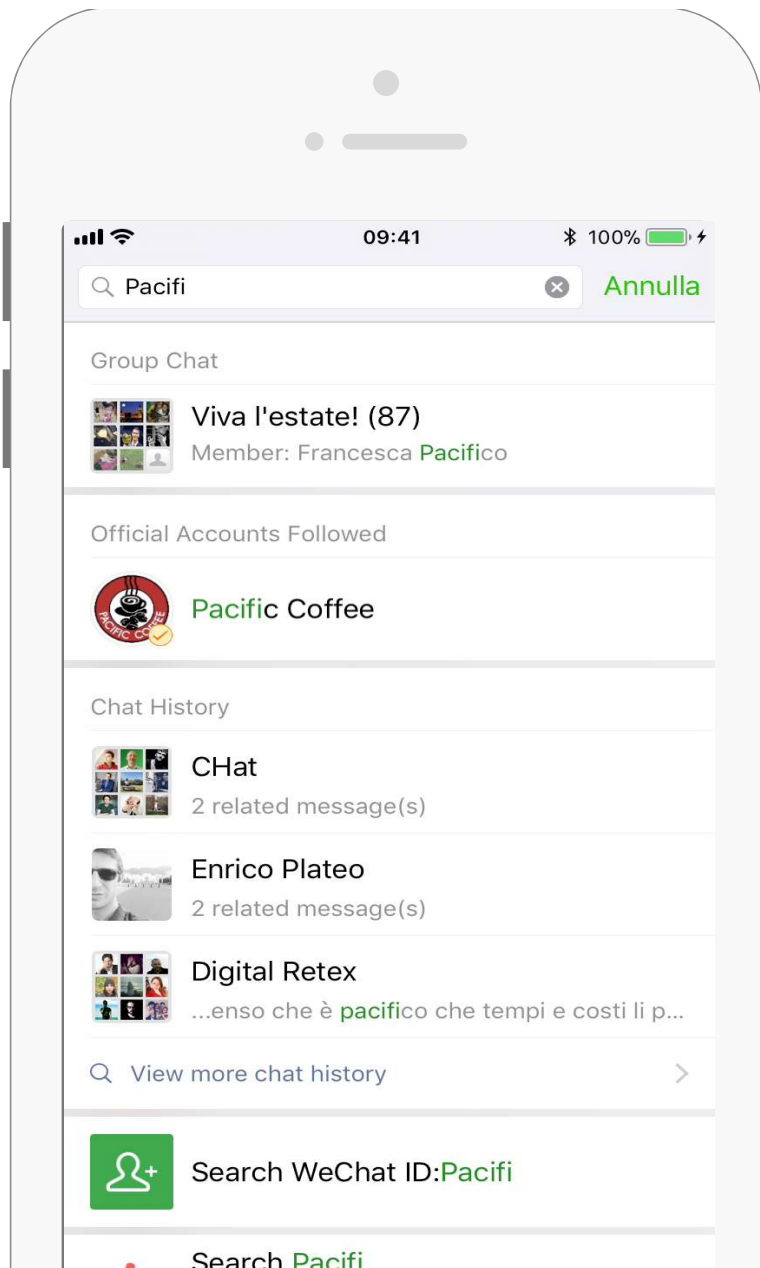 09:41
100%
Pacifi
Annulla
Group Chat
Viva l'estate! (87)
Member: Francesca Pacifico
Official Accounts Followed
PACIFIC COFFEE
Pacific Coffee
Chat History
CHat
2 related message(s)
Enrico Plateo
2 related message(s)
Digital Retex
...enso che è pacifico che tempi e costi li p...
View more chat history
Search WeChat ID:Pacifi
Search Pacifi